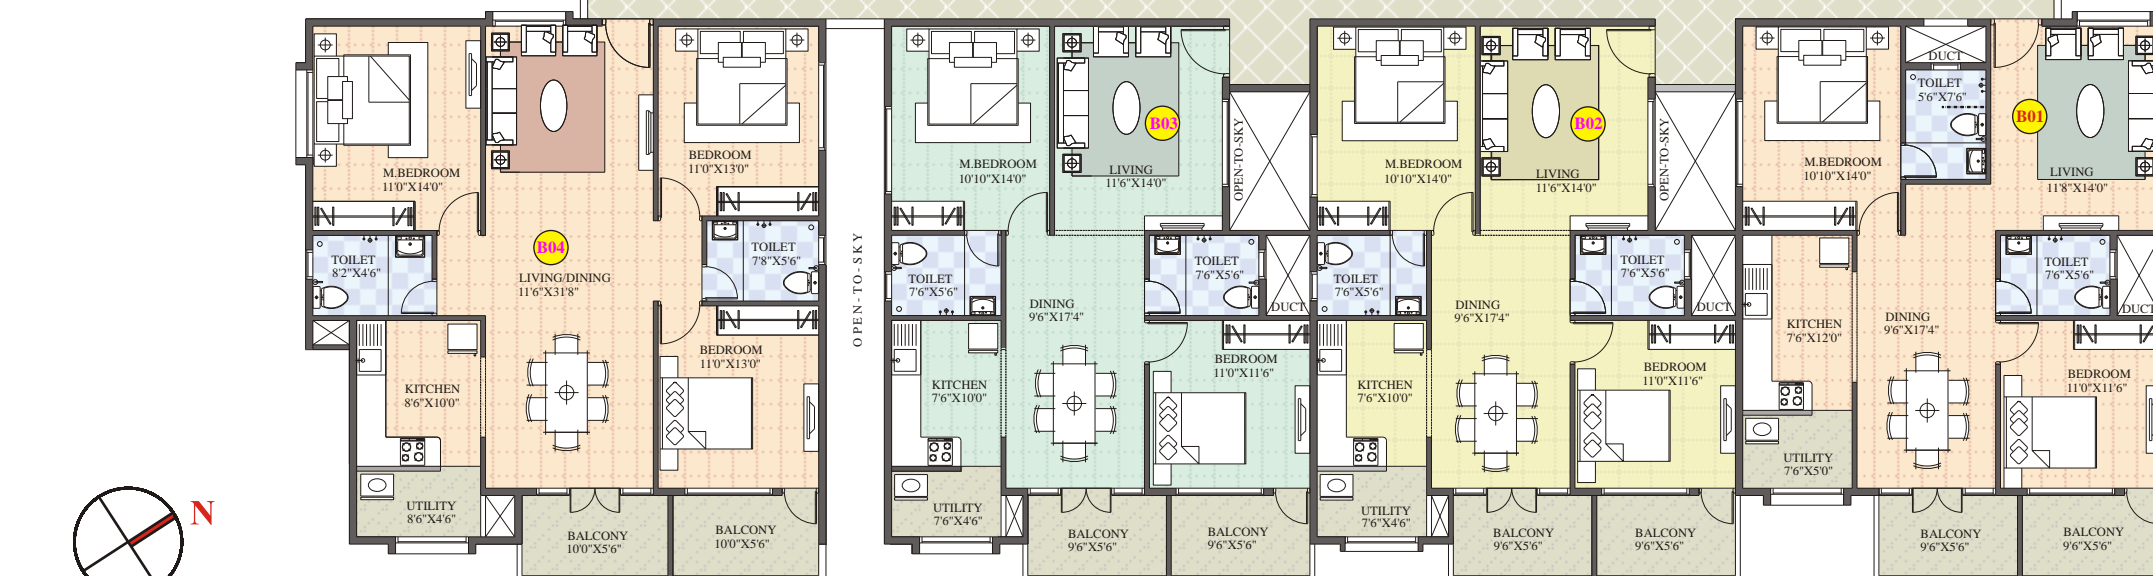 M.BEDROOM
11'0"X14'0"
BEDROOM
11'0"X13'0"
B04
LIVING/DINING
11'6"X31'8"
TOILET
8'2"X4'6"
TOILET
7'8"X5'6"
KITCHEN
8'6"X10'0"
BEDROOM
11'0"X13'0"
UTILITY
8'6"X4'6"
BALCONY
10'0"X5'6"
BALCONY
10'0"X5'6"
N
OPEN-TO-SKY
M.BEDROOM
10'10"X14'0"
B03
LIVING
11'6"X14'0"
OPEN-TO-SKY
TOILET
7'6"X5'6"
TOILET
7'6"X5'6"
DUCT
DINING
9'6"X17'4"
KITCHEN
7'6"X10'0"
BEDROOM
11'0"X11'6"
UTILITY
7'6"X4'6"
BALCONY
9'6"X5'6"
BALCONY
9'6"X5'6"
M.BEDROOM
10'10"X14'0"
B02
LIVING
11'6"X14'0"
OPEN-TO-SKY
TOILET
7'6"X5'6"
TOILET
7'6"X5'6"
DUCT
DINING
9'6"X17'4"
KITCHEN
7'6"X10'0"
BEDROOM
11'0"X11'6"
UTILITY
7'6"X4'6"
BALCONY
9'6"X5'6"
BALCONY
9'6"X5'6"
DUCT
TOILET
5'6"X7'6"
M.BEDROOM
10'10"X14'0"
B01
LIVING
11'8"X14'0"
TOILET
7'6"X5'6"
DUCT
DINING
9'6"X17'4"
KITCHEN
7'6"X12'0"
BEDROOM
11'0"X11'6"
UTILITY
7'6"X5'0"
BALCONY
9'6"X5'6"
BALCONY
9'6"X5'6"